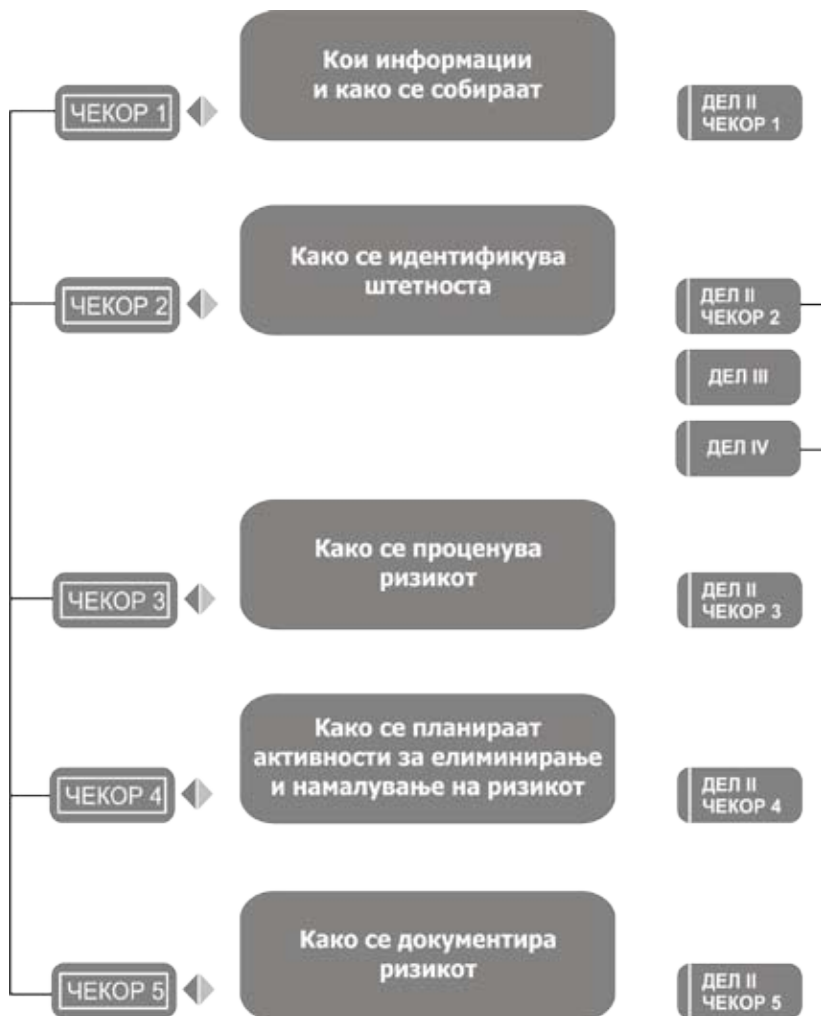 ЧЕКОР 1
Кои информации
и како се собираат
ДЕЛ II
ЧЕКОР 1
ЧЕКОР 2
Како се идентификува
штетноста
ДЕЛ II
ЧЕКОР 2
ДЕЛ III
ДЕЛ IV
ЧЕКОР 3
Како се проценува
ризикот
ДЕЛ II
ЧЕКОР 3
ЧЕКОР 4
Како се планираат
активности за елиминирање
и намалување на ризикот
ДЕЛ II
ЧЕКОР 4
ЧЕКОР 5
Како се документира
ризикот
ДЕЛ II
ЧЕКОР 5